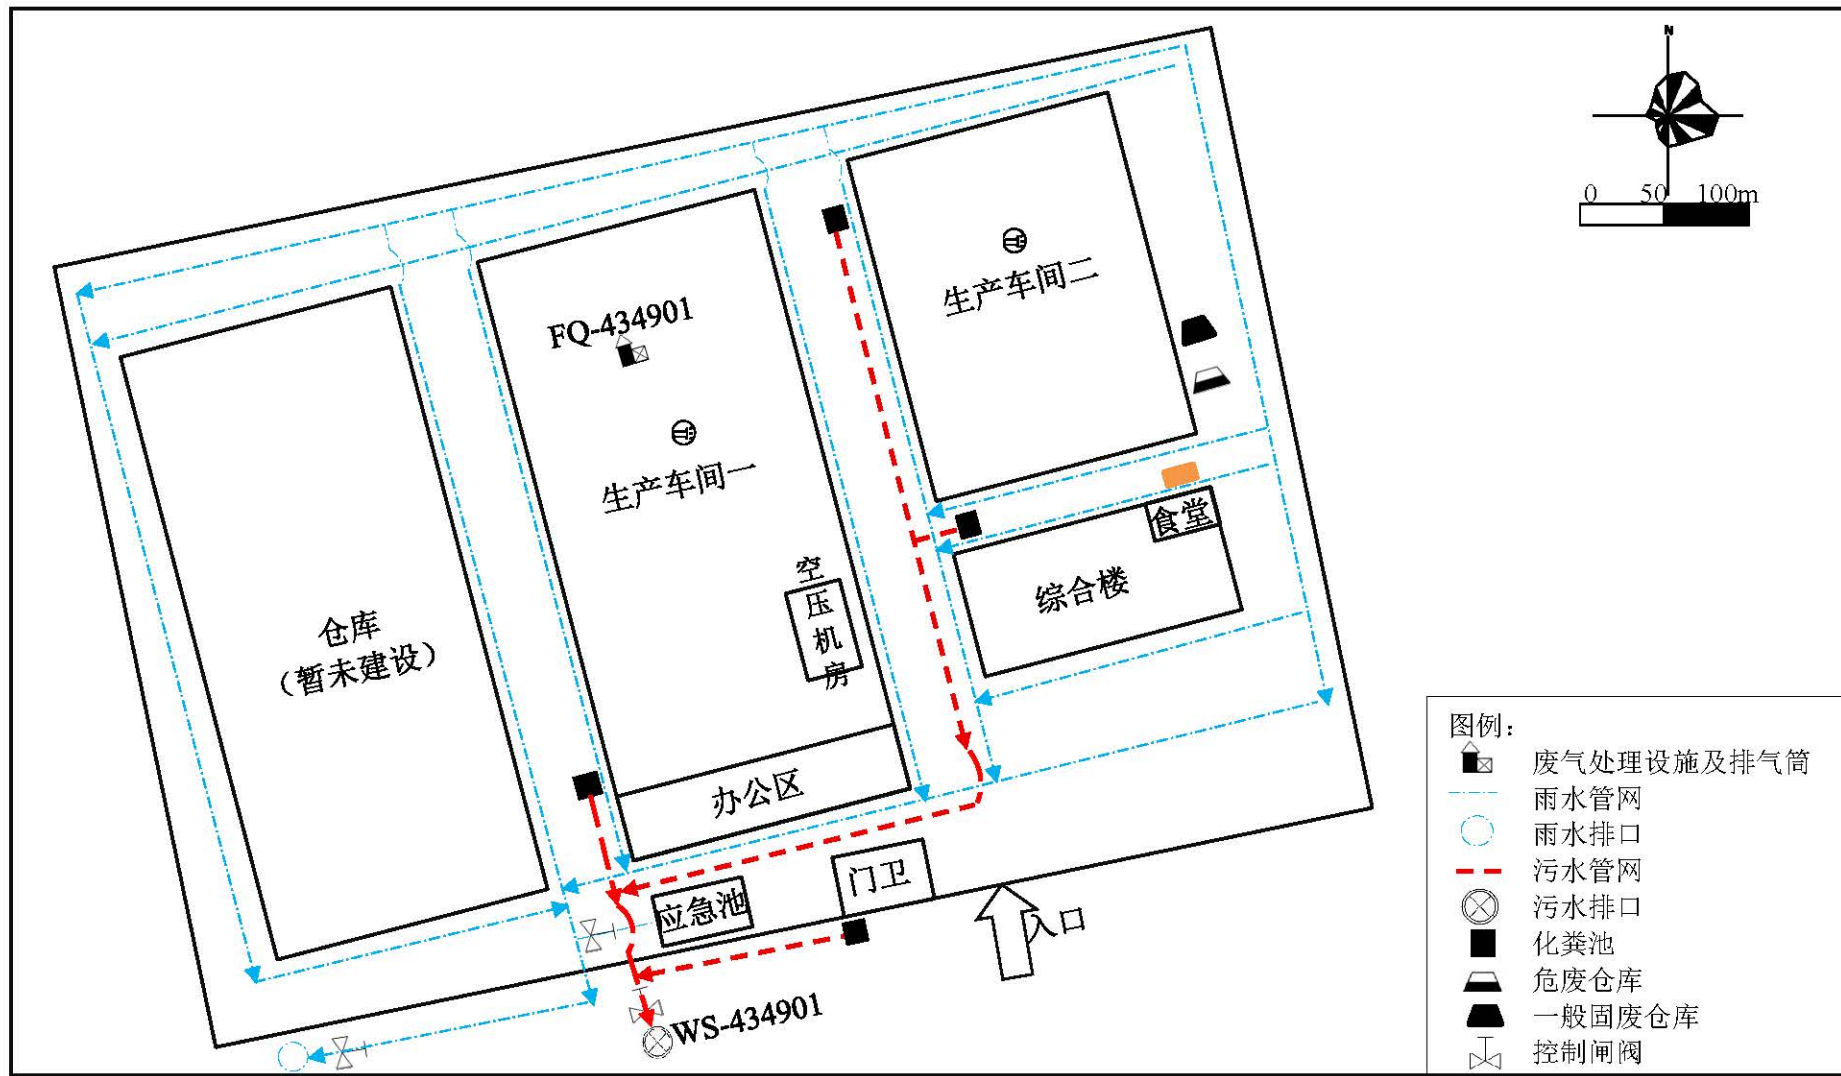 N
0 50 100m
生产车间二
FQ-434901
生产车间一
食堂
综合楼
空
压
机
房
仓库
（暂未建设）
办公区
门卫
应急池
入口
WS-434901
图例：
废气处理设施及排气筒
雨水管网
雨水排口
污水管网
污水排口
化粪池
危废仓库
一般固废仓库
控制闸阀